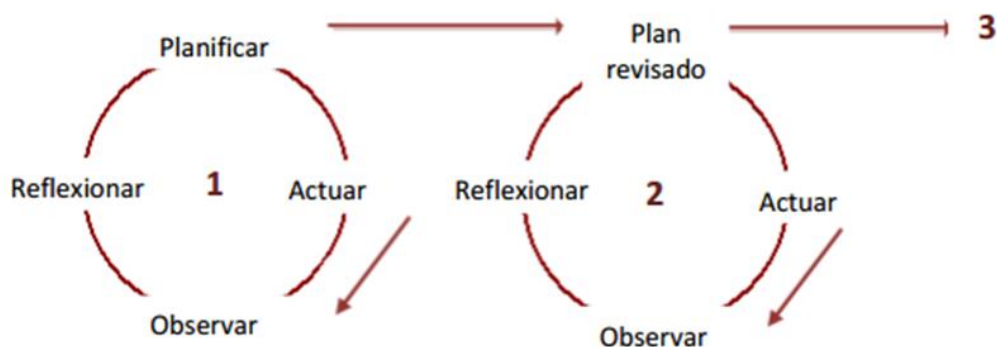 Planificar
Reflexionar
1
Actuar
Observar
Plan
revisado
Reflexionar
2
Actuar
Observar
3